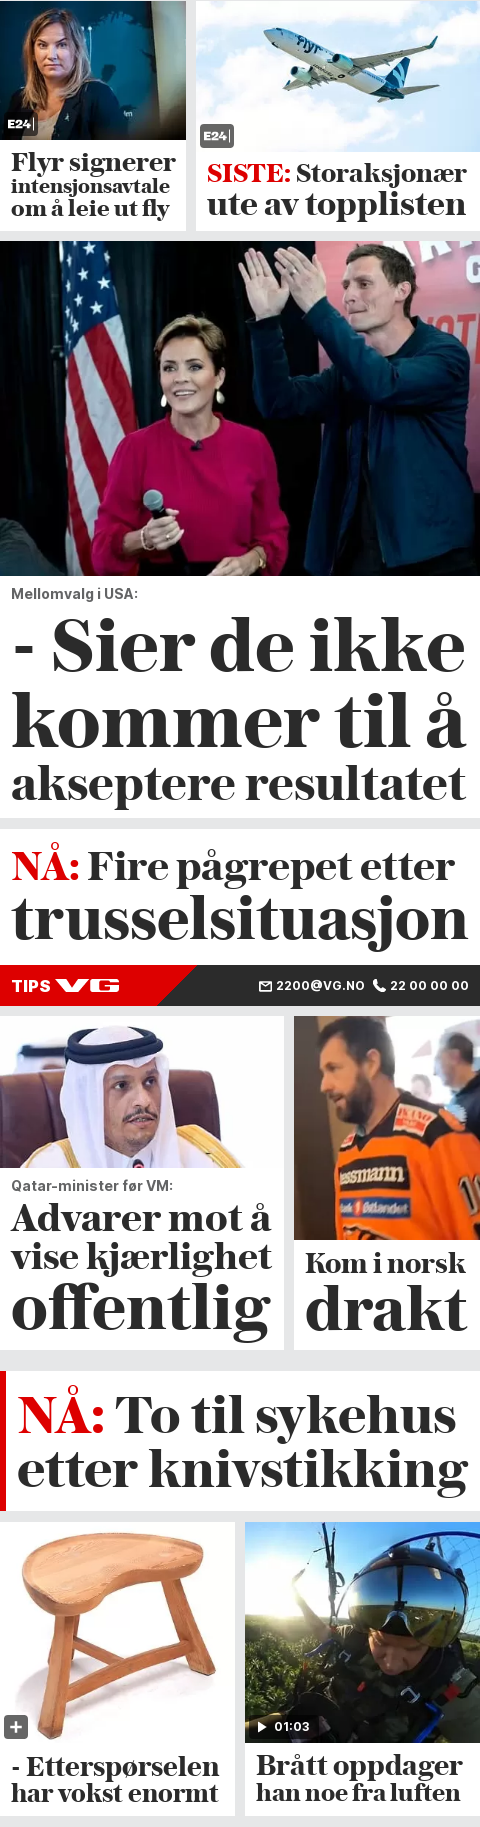 E24
Flyr signerer
intensjonsavtale
om å leie ut fly
Flyr
E24
SISTE: Storaksjonær
ute av topplisten
Mellomvalg i USA:
- Sier de ikke
kommer til å
akseptere resultatet
NÅ: Fire pågrepet etter
trusselsituasjon
TIPS VG
2200@VG.NO 22 00 00 00
Qatar-minister før VM:
Advarer mot å
vise kjærlighet
offentlig
essmann
Østlandet
Kom i norsk
drakt
NÅ: To til sykehus
etter knivstikking
- Etterspørselen
har vokst enormt
01:03
Brått oppdager
han noe fra luften